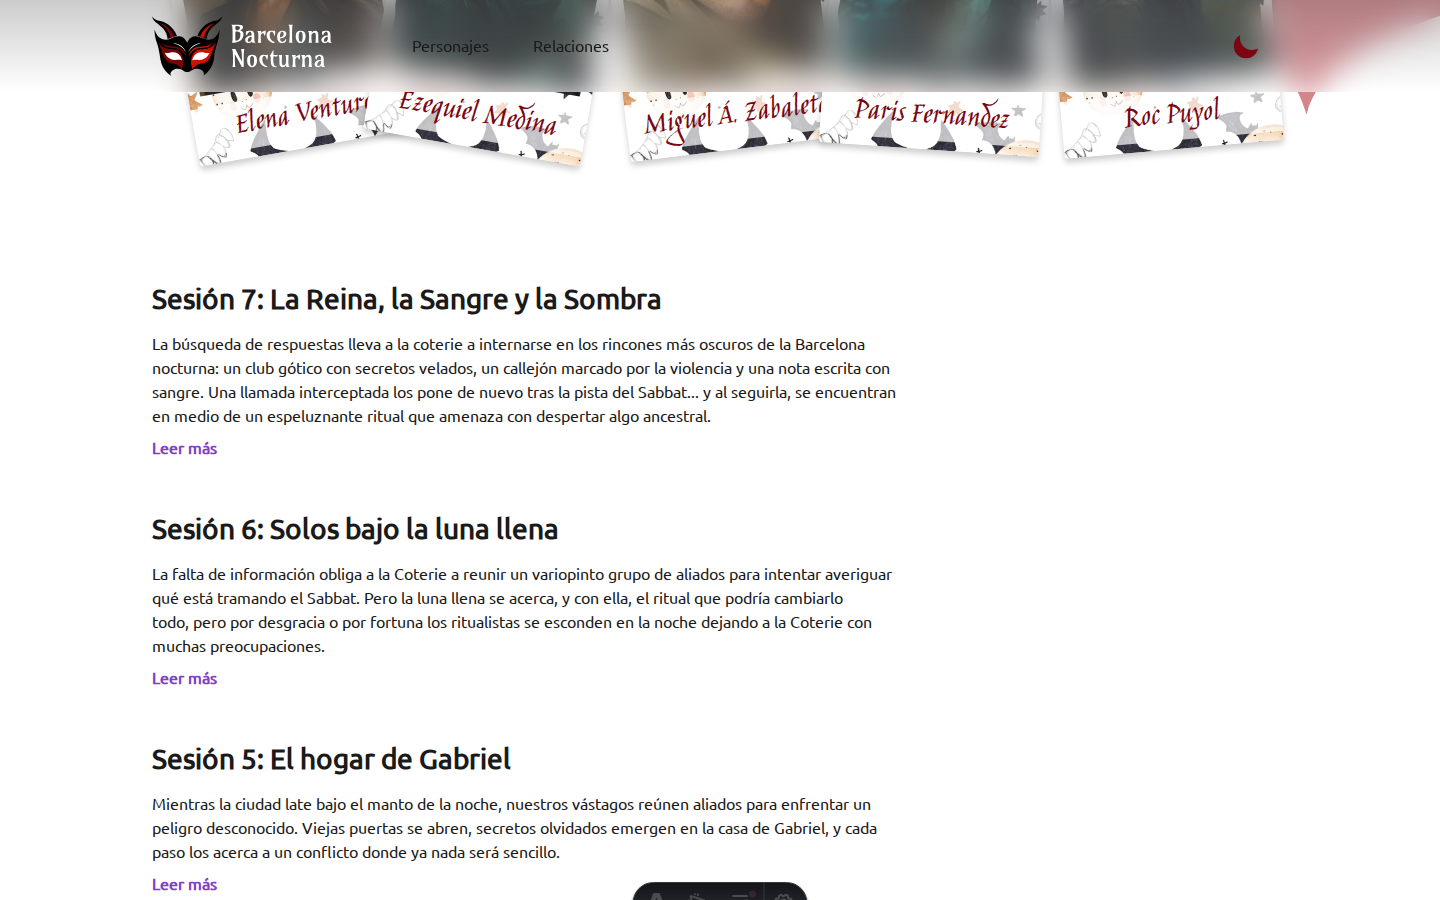 Barcelona
Nocturna
Personajes
Relaciones
Elena Ventura
Ezequiel Medina
Miguel Á. Zabaleta
Paris Fernandez
Roc Puyol
Sesión 7: La Reina, la Sangre y la Sombra
La búsqueda de respuestas lleva a la coterie a internarse en los rincones más oscuros de la Barcelona
nocturna: un club gótico con secretos velados, un callejón marcado por la violencia y una nota escrita con
sangre. Una llamada interceptada los pone de nuevo tras la pista del Sabbat... y al seguirla, se encuentran
en medio de un espeluznante ritual que amenaza con despertar algo ancestral.
Leer más
Sesión 6: Solos bajo la luna llena
La falta de información obliga a la Coterie a reunir un variopinto grupo de aliados para intentar averiguar
qué está tramando el Sabbat. Pero la luna llena se acerca, y con ella, el ritual que podría cambiarlo
todo, pero por desgracia o por fortuna los ritualistas se esconden en la noche dejando a la Coterie con
muchas preocupaciones.
Leer más
Sesión 5: El hogar de Gabriel
Mientras la ciudad late bajo el manto de la noche, nuestros vástagos reúnen aliados para enfrentar un
peligro desconocido. Viejas puertas se abren, secretos olvidados emergen en la casa de Gabriel, y cada
paso los acerca a un conflicto donde ya nada será sencillo.
Leer más